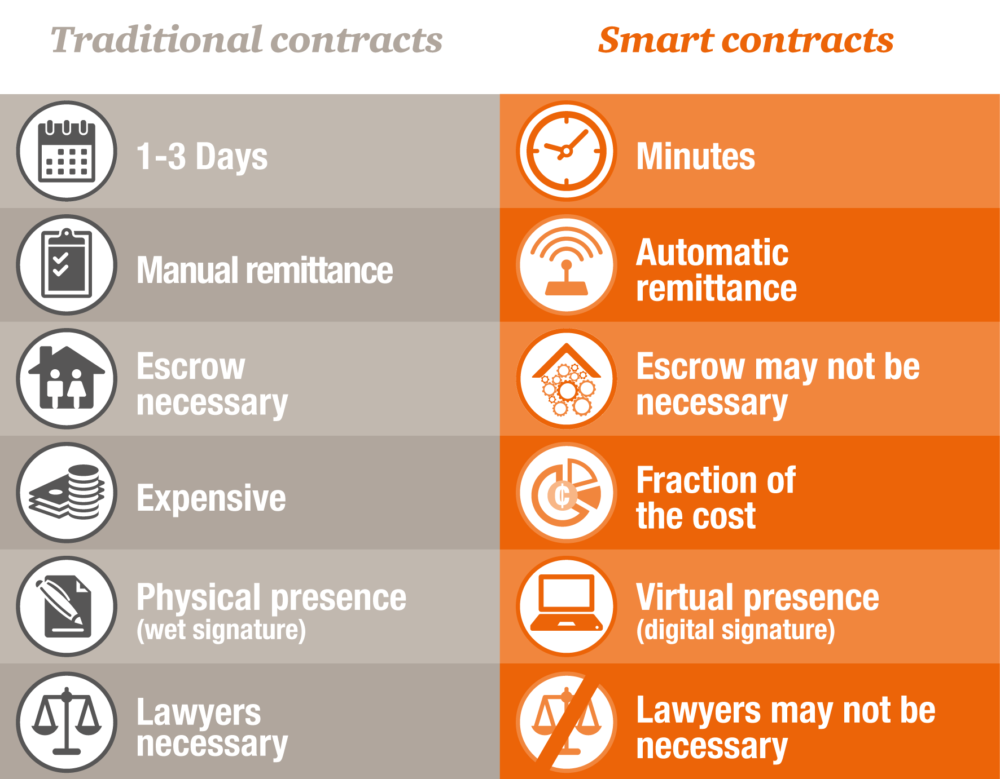 Traditional contracts
Smart contracts
1-3 Days
Minutes
Manual remittance
Automatic
remittance
Escrow
necessary
Escrow may not be
necessary
Expensive
Fraction of
the cost
¢
Physical presence
(wet signature)
Virtual presence
(digital signature)
Lawyers
necessary
Lawyers may not be
necessary